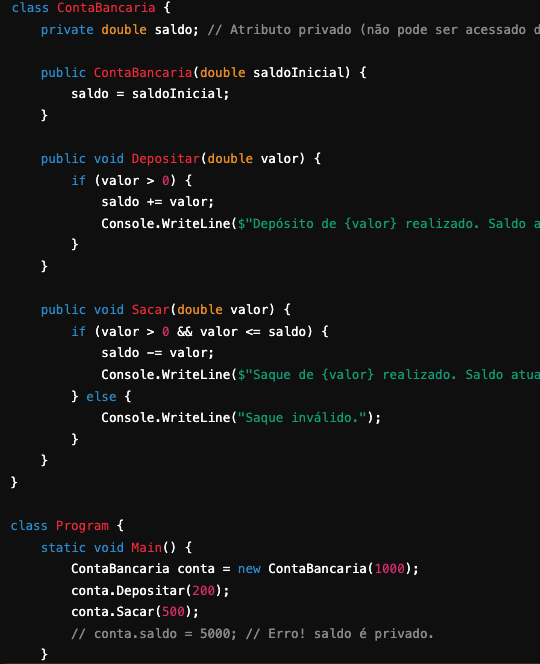 class ContaBancaria {
    private double saldo; // Atributo privado (não pode ser acessado d
    public ContaBancaria(double saldoInicial) {
        saldo = saldoInicial;
    }
    public void Depositar(double valor) {
        if (valor > 0) {
            saldo += valor;
            Console.WriteLine($"Depósito de {valor} realizado. Saldo a
        }
    }
    public void Sacar(double valor) {
        if (valor > 0 && valor <= saldo) {
            saldo -= valor;
            Console.WriteLine($"Saque de {valor} realizado. Saldo atua
        } else {
            Console.WriteLine("Saque inválido.");
        }
    }
}
class Program {
    static void Main() {
        ContaBancaria conta = new ContaBancaria(1000);
        conta.Depositar(200);
        conta.Sacar(500);
        // conta.saldo = 5000; // Erro! saldo é privado.
    }